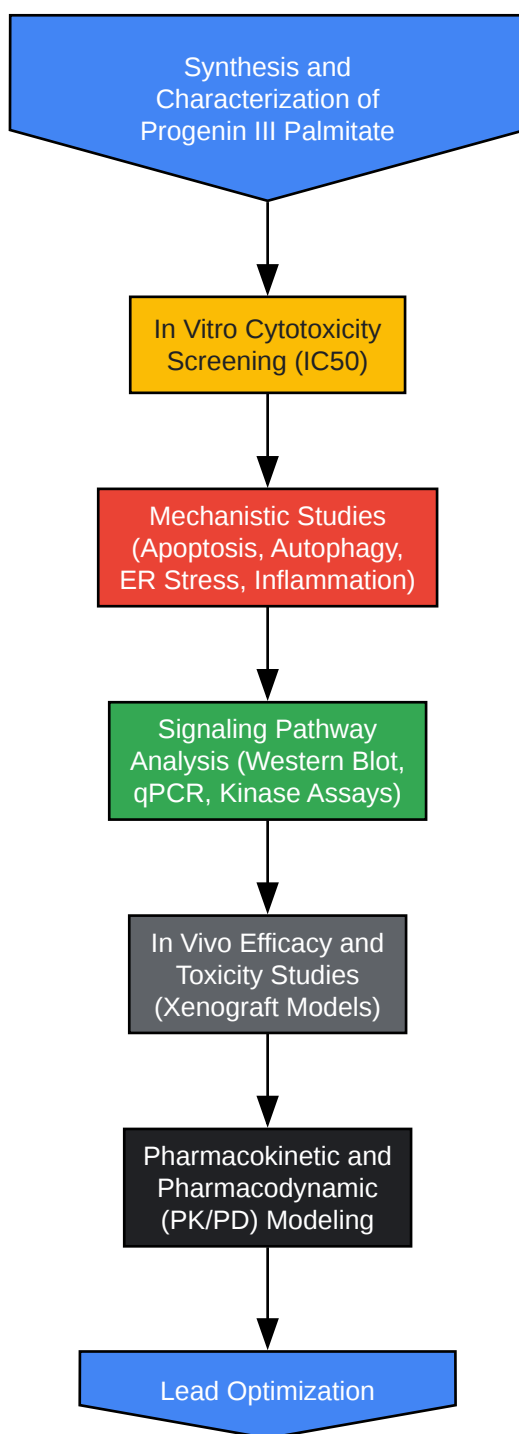 Synthesis and
Characterization of
Progenin III Palmitate
In Vitro Cytotoxicity
Screening (IC50)
Mechanistic Studies
(Apoptosis, Autophagy,
ER Stress, Inflammation)
Signaling Pathway
Analysis (Western Blot,
qPCR, Kinase Assays)
In Vivo Efficacy and
Toxicity Studies
(Xenograft Models)
Pharmacokinetic and
Pharmacodynamic
(PK/PD) Modeling
Lead Optimization